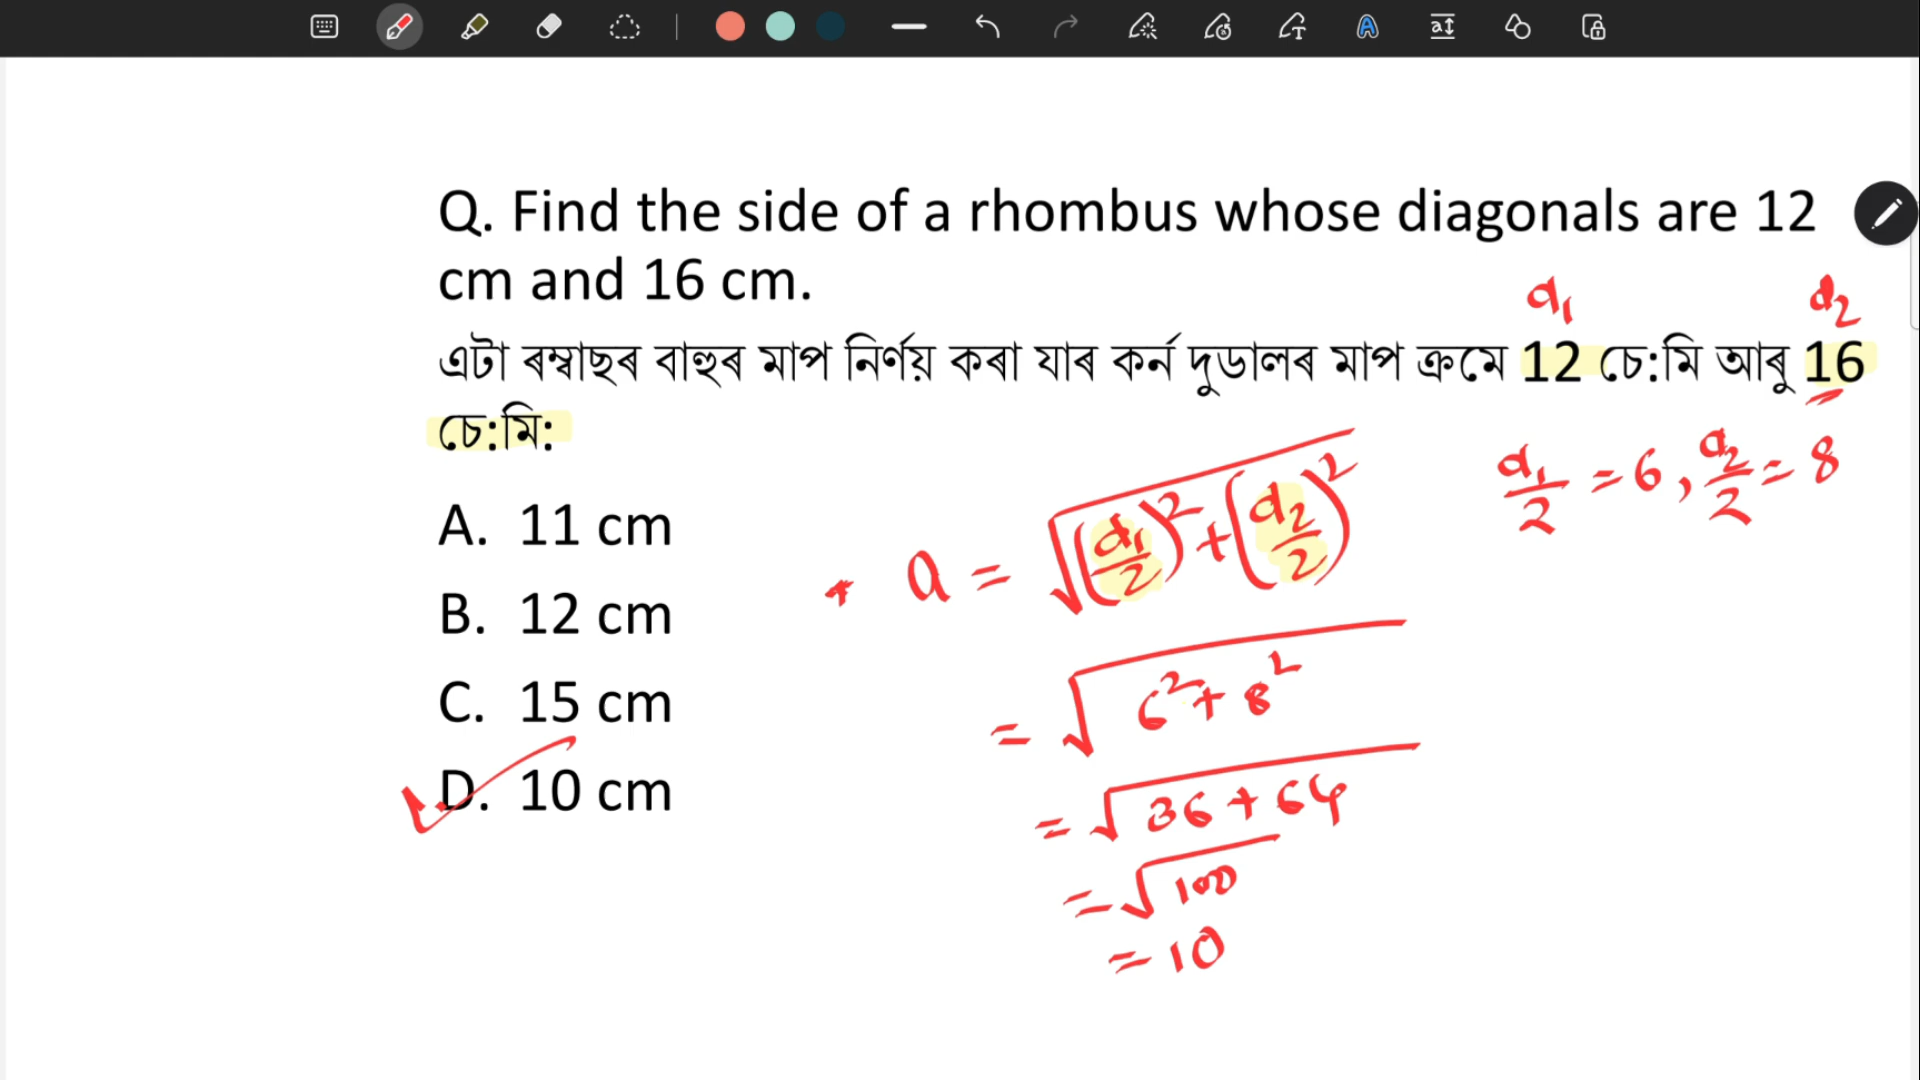 Q. Find the side of a rhombus whose diagonals are 12
cm and 16 cm.
d₁ d₂
এটা ৰম্বাছৰ বাহুৰ মাপ নিৰ্ণয় কৰা যাৰ কৰ্ন দুডালৰ মাপ ক্ৰমে 12 চে:মি আৰু 16
চে:মি:
d₁/2 = 6, d₂/2 = 8
A. 11 cm
B. 12 cm
C. 15 cm
D. 10 cm
a = √((d₁/2)² + (d₂/2)²)
= √(6² + 8²)
= √(36 + 64)
= √100
= 10